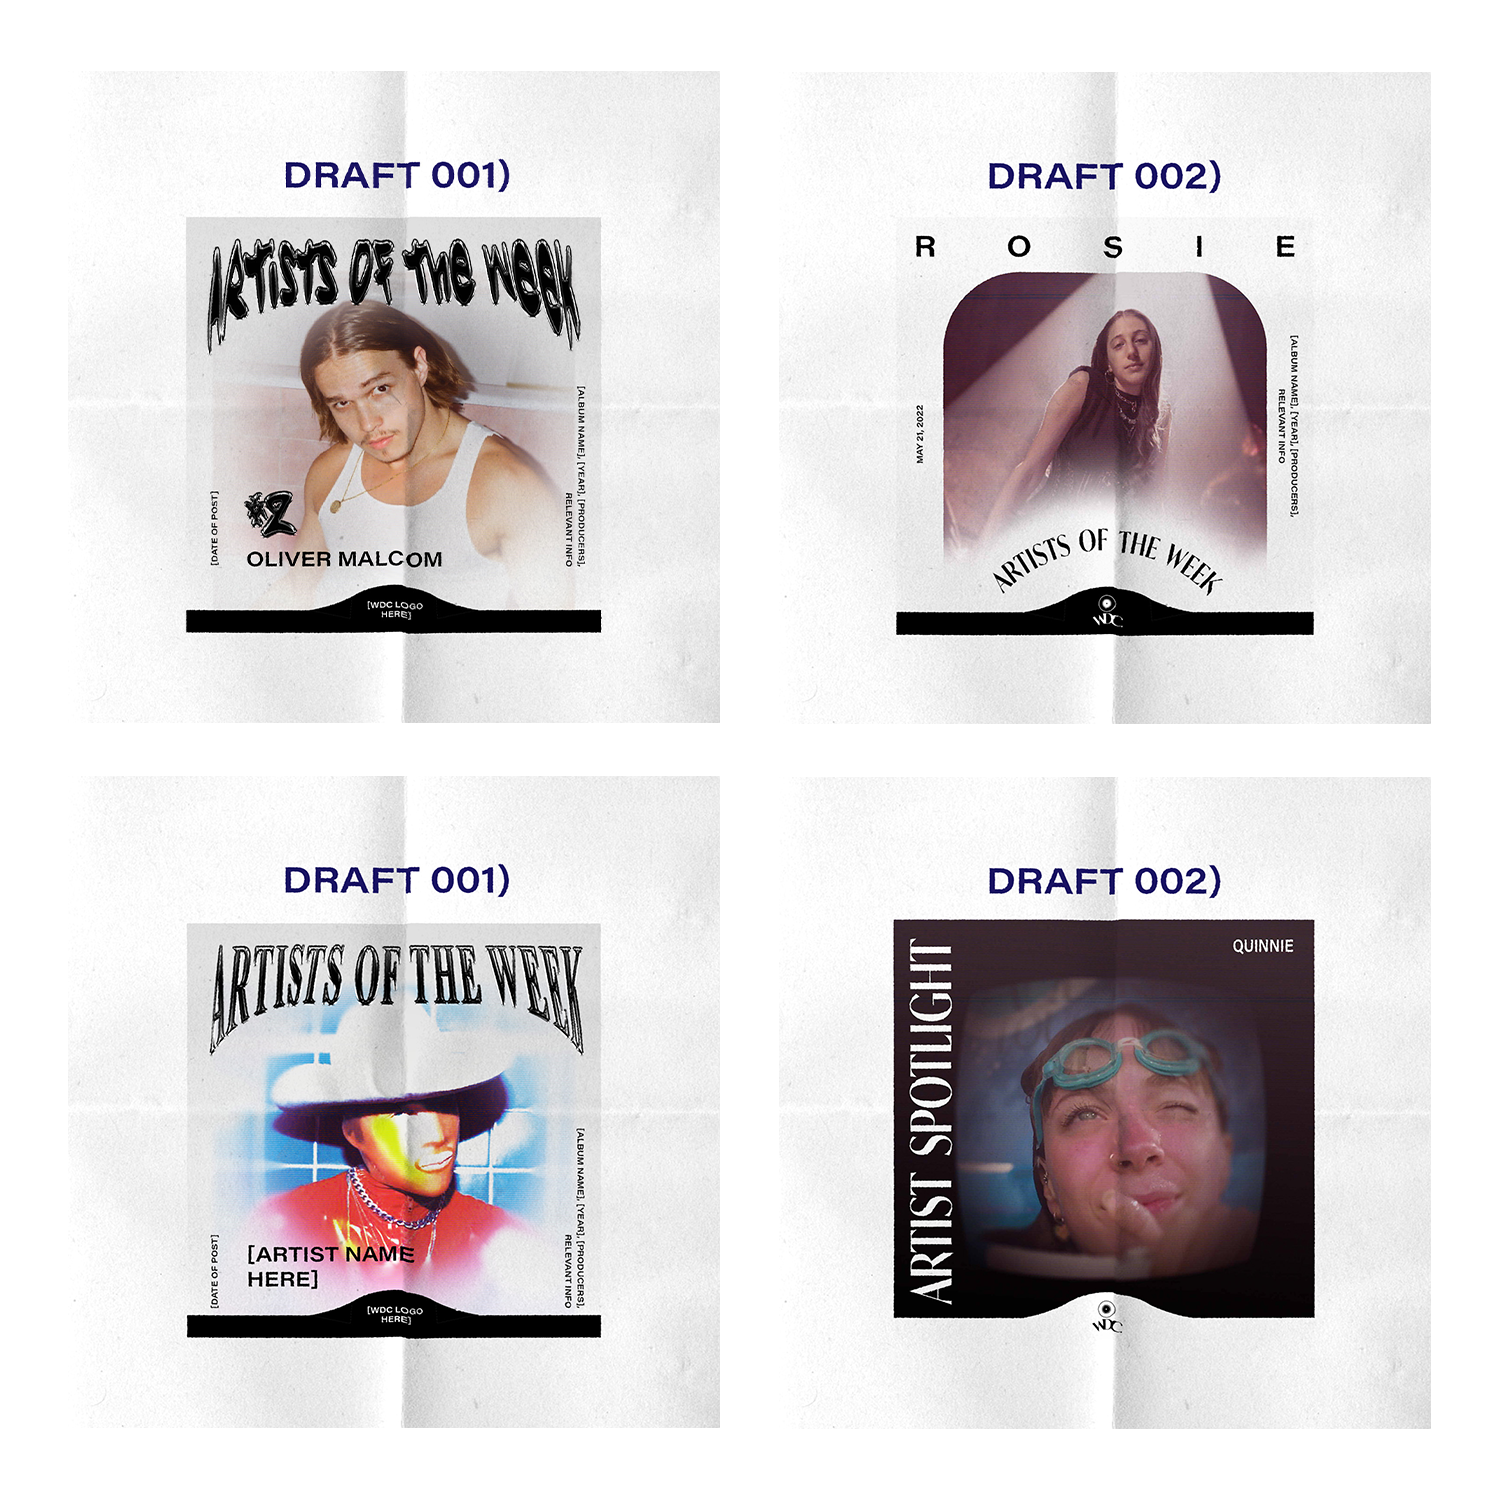 DRAFT 001)
ARTISTS OF THE WEEK
[ALBUM NAME], [YEAR], [PRODUCERS],
RELEVANT INFO
[DATE OF POST]
#2
OLIVER MALCOM
[WDC LOGO
HERE]
DRAFT 002)
ROSIE
MAY 21, 2022
[ALBUM NAME], [YEAR], [PRODUCERS],
RELEVANT INFO
ARTISTS OF THE WEEK
WDC
DRAFT 001)
ARTISTS OF THE WEEK
[ALBUM NAME], [YEAR], [PRODUCERS],
RELEVANT INFO
[DATE OF POST]
[ARTIST NAME
HERE]
[WDC LOGO
HERE]
DRAFT 002)
QUINNIE
ARTIST SPOTLIGHT
WDC